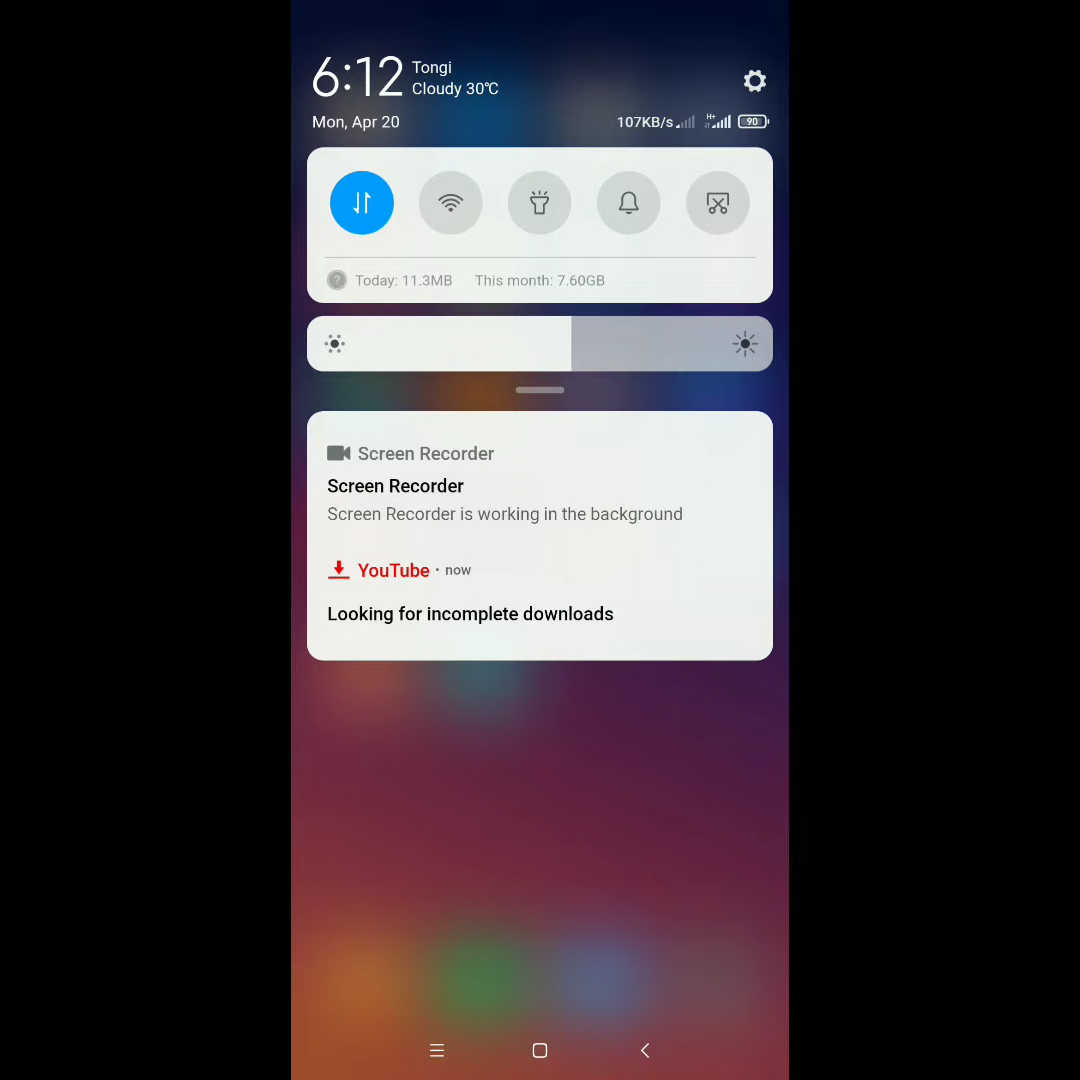 6:12
Tongi
Cloudy 30℃
Mon, Apr 20
107KB/s H+ 90
Today: 11.3MB This month: 7.60GB
Screen Recorder
Screen Recorder
Screen Recorder is working in the background
YouTube • now
Looking for incomplete downloads